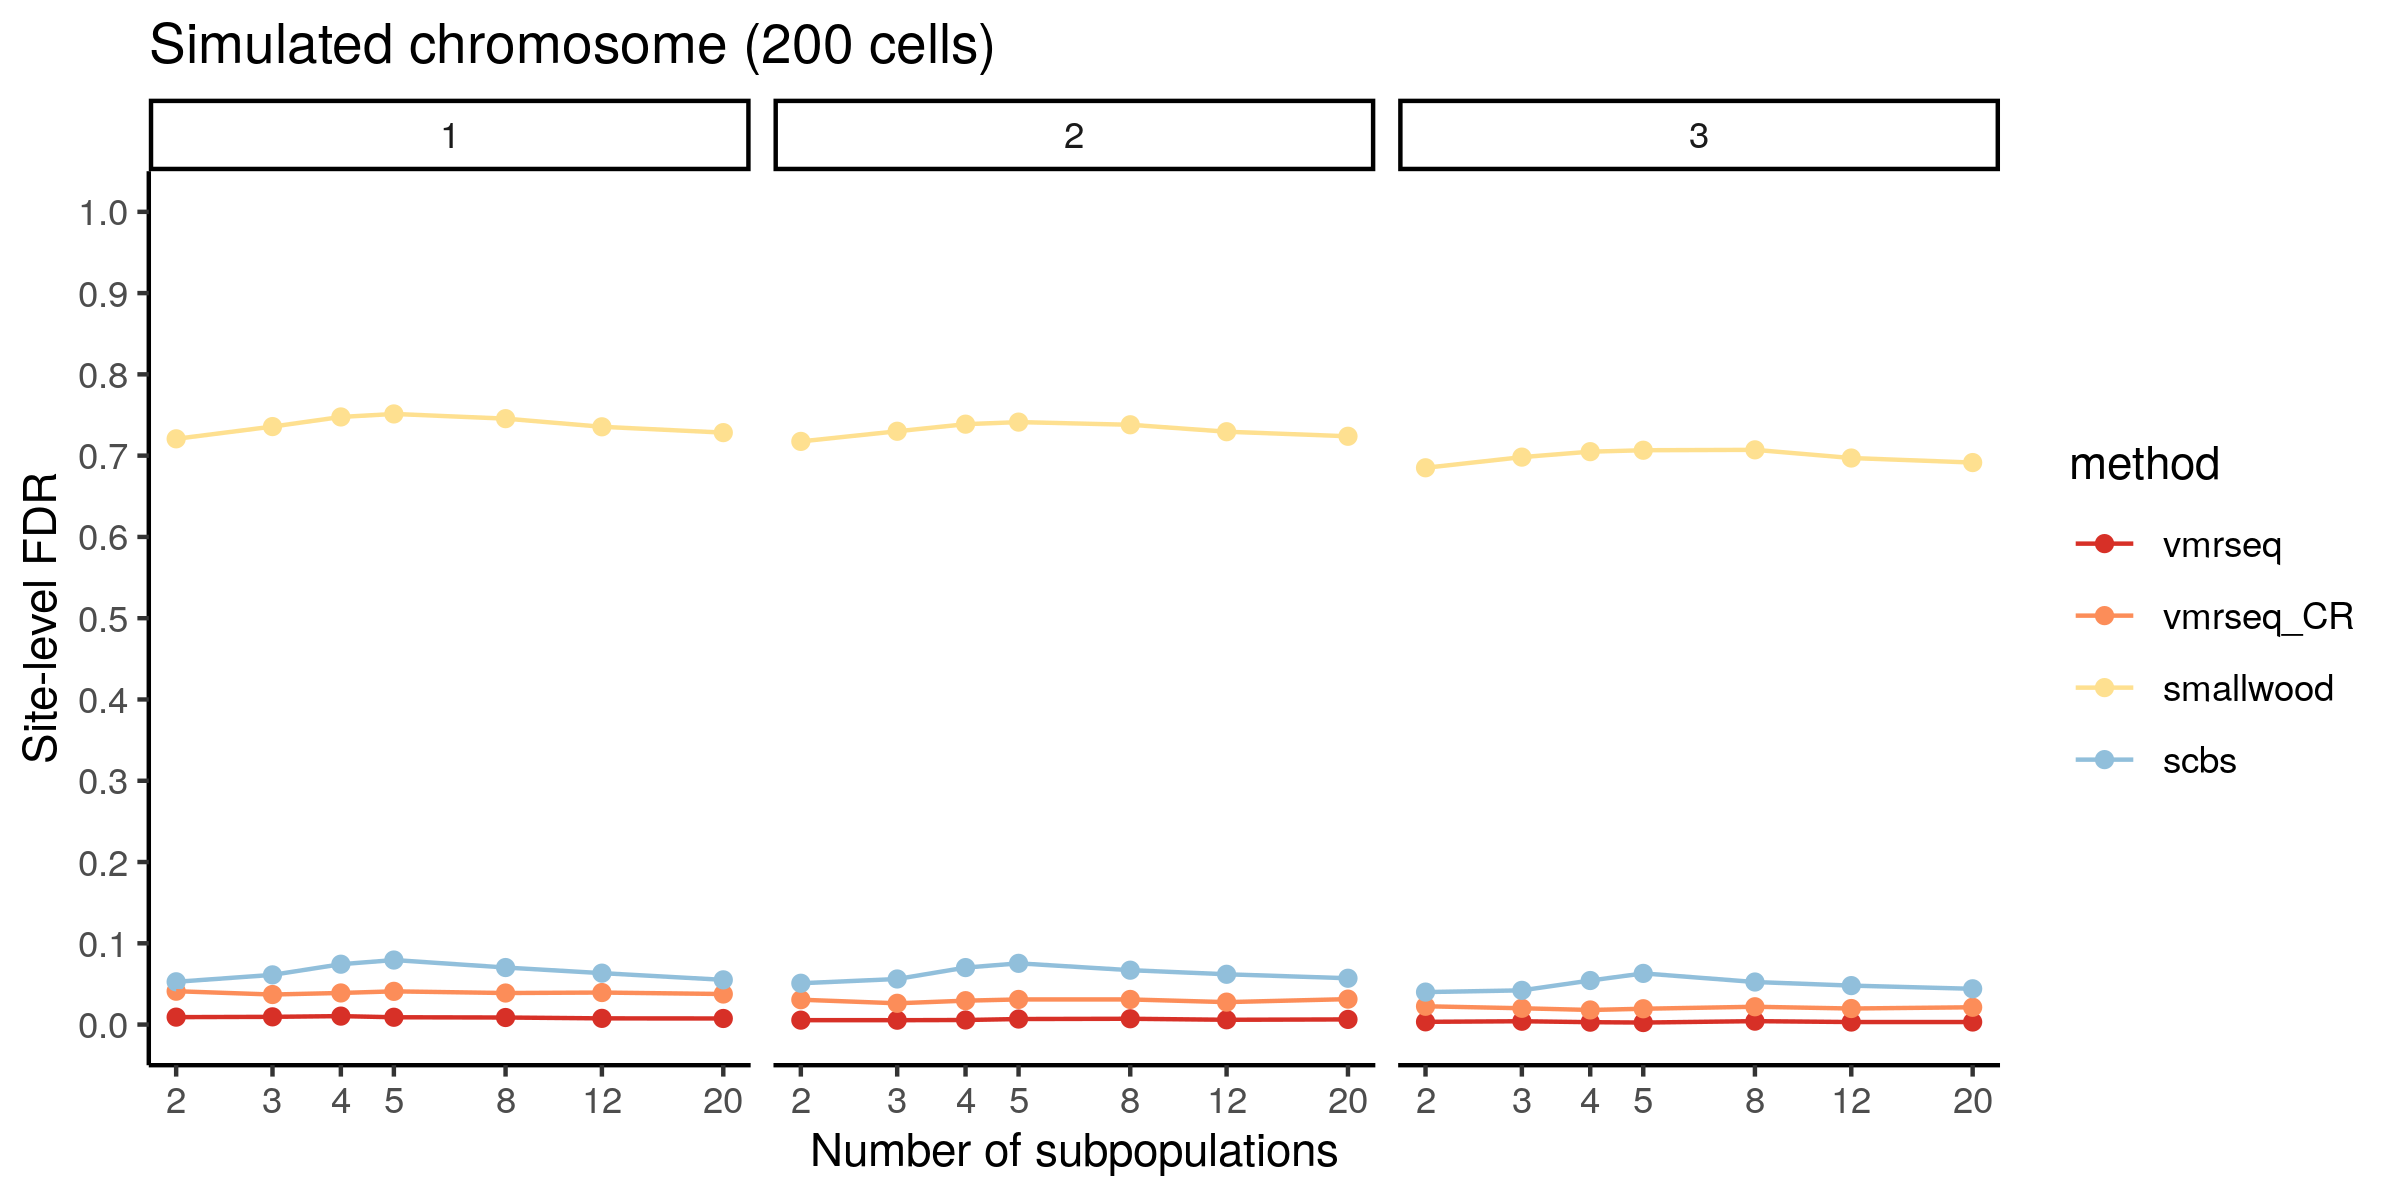 Simulated chromosome (200 cells)
1 2 3
1.0
0.9
0.8
0.7
0.6
0.5
0.4
0.3
0.2
0.1
0.0
Site-level FDR
2 3 4 5 8 12 20 2 3 4 5 8 12 20 2 3 4 5 8 12 20
Number of subpopulations
method
vmrseq
vmrseq_CR
smallwood
scbs